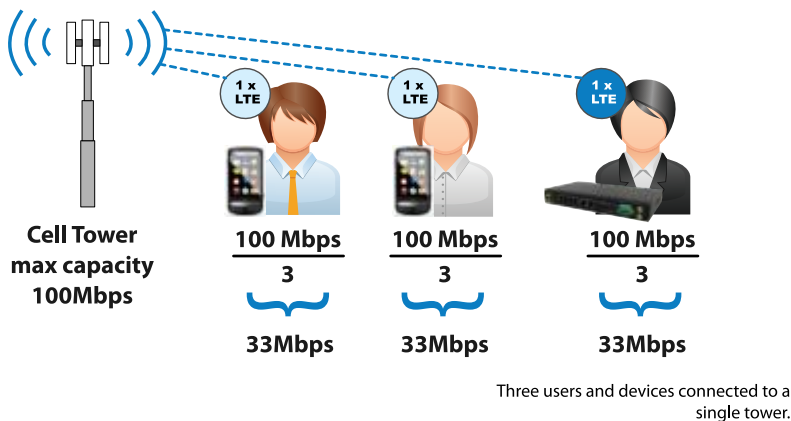 1 x
LTE
1 x
LTE
1 x
LTE
Cell Tower
max capacity
100Mbps
100 Mbps
3
33Mbps
100 Mbps
3
33Mbps
100 Mbps
3
33Mbps
Three users and devices connected to a
single tower.